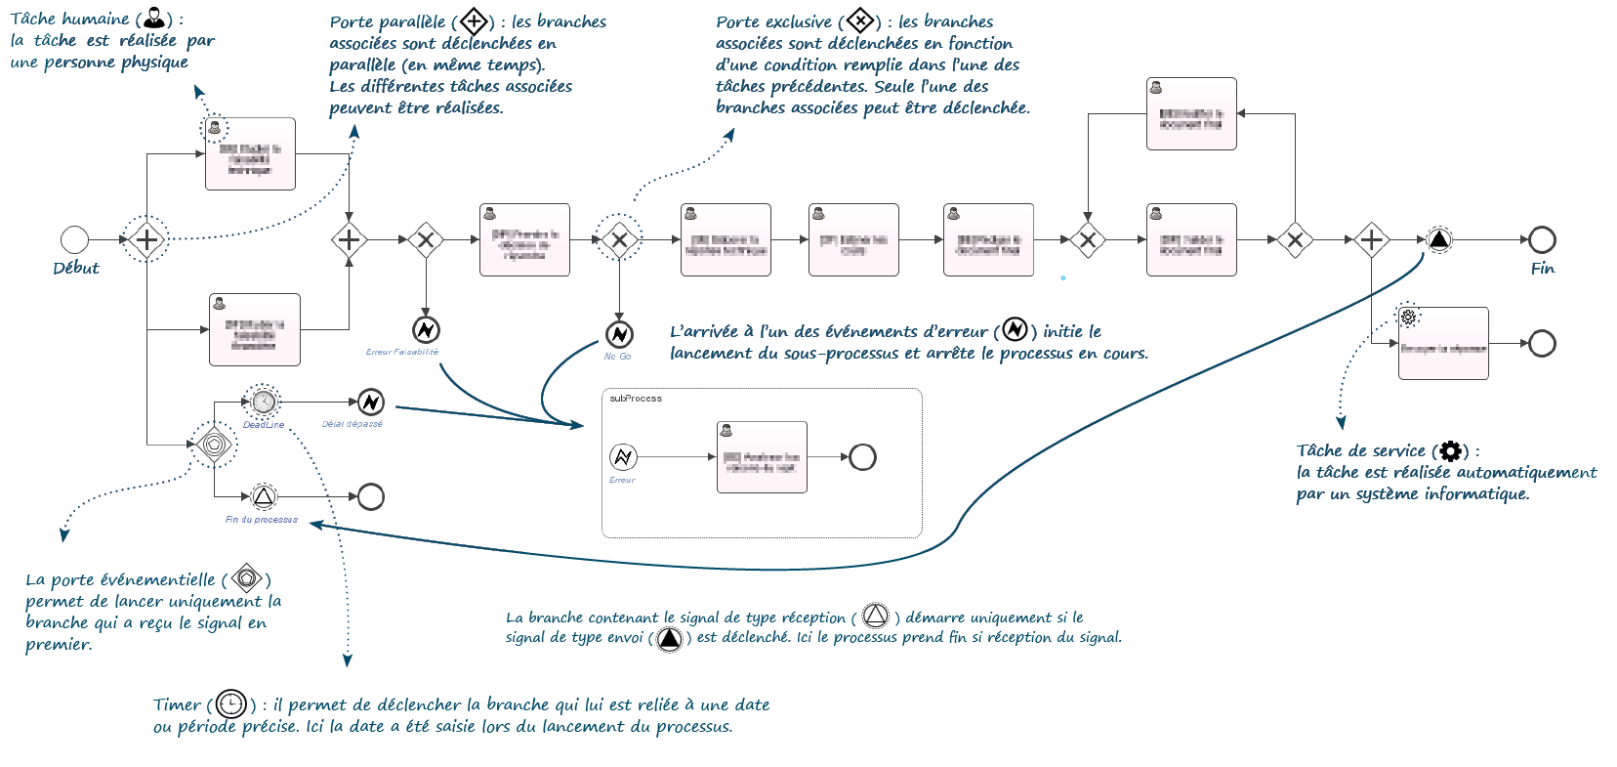 Tâche humaine ( ) :
la tâche est réalisée par
une personne physique
Porte parallèle ( ) : les branches
associées sont déclenchées en
parallèle (en même temps).
Les différentes tâches associées
peuvent être réalisées.
Porte exclusive ( ) : les branches
associées sont déclenchées en fonction
d'une condition remplie dans l'une des
tâches précédentes. Seule l'une des
branches associées peut être déclenchée.
Début
Fin
Erreur Faisabilité
No Go
L'arrivée à l'un des événements d'erreur ( ) initie le
lancement du sous-processus et arrête le processus en cours.
subProcess
Erreur
DeadLine
Délai dépassé
Fin du processus
Tâche de service ( ) :
la tâche est réalisée automatiquement
par un système informatique.
La porte événementielle ( )
permet de lancer uniquement la
branche qui a reçu le signal en
premier.
La branche contenant le signal de type réception ( ) démarre uniquement si le
signal de type envoi ( ) est déclenché. Ici le processus prend fin si réception du signal.
Timer ( ) : il permet de déclencher la branche qui lui est reliée à une date
ou période précise. Ici la date a été saisie lors du lancement du processus.